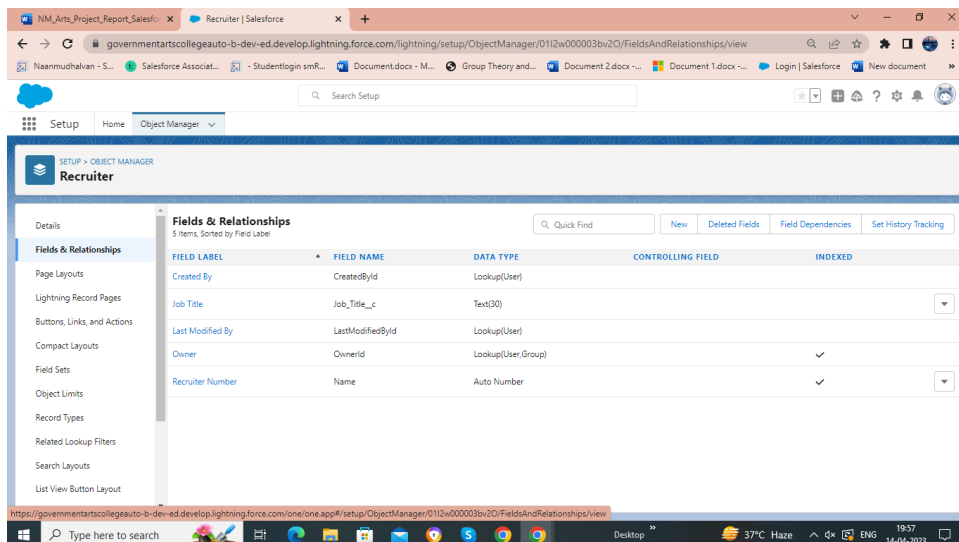 NM_Arts_Project_Report_Salesfor
Recruiter | Salesforce
governmentartscollegeauto-b-dev-ed.develop.lightning.force.com/lightning/setup/ObjectManager/01I2w000003bv2O/FieldsAndRelationships/view
Naanmudhalvan - S...
Salesforce Associat...
- Studentlogin smR...
Document.docx - M...
Group Theory and...
Document 2.docx -...
Document 1.docx -...
Login | Salesforce
New document
»
Search Setup
Setup
Home
Object Manager
SETUP > OBJECT MANAGER
Recruiter
Details
Fields & Relationships
Page Layouts
Lightning Record Pages
Buttons, Links, and Actions
Compact Layouts
Field Sets
Object Limits
Record Types
Related Lookup Filters
Search Layouts
List View Button Layout
Fields & Relationships
5 Items, Sorted by Field Label
Quick Find
New
Deleted Fields
Field Dependencies
Set History Tracking
FIELD LABEL FIELD NAME DATA TYPE CONTROLLING FIELD INDEXED
Created By CreatedById Lookup(User)
Job Title Job_Title__c Text(30)
Last Modified By LastModifiedById Lookup(User)
Owner OwnerId Lookup(User,Group)
Recruiter Number Name Auto Number
https://governmentartscollegeauto-b-dev-ed.develop.lightning.force.com/one/one.app#/setup/ObjectManager/01I2w000003bv2O/FieldsAndRelationships/view
Type here to search
Desktop
»
37°C Haze
ENG
19:57
14-04-2023